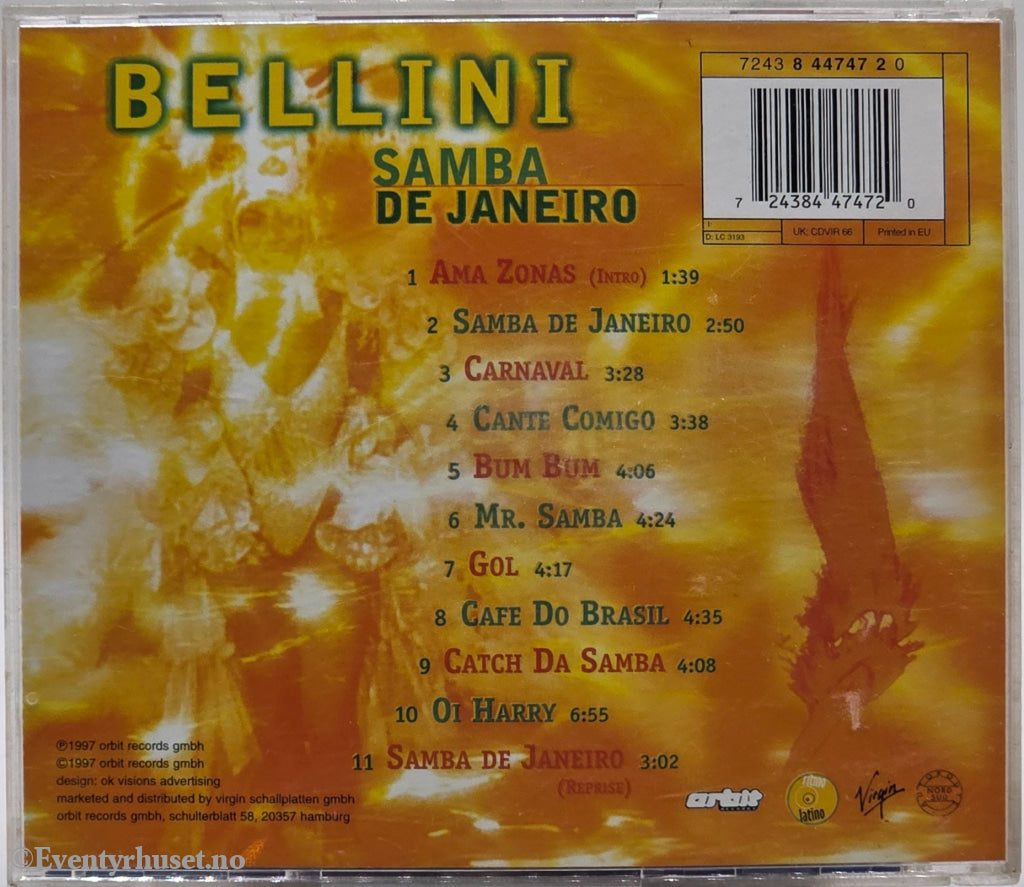 BELLINI
SAMBA
DE JANEIRO
7243 8 44747 2 0
7 24384 47472 0
I:
D: LC 3193
UK: CDVIR 66
Printed in EU
1 AMA ZONAS (INTRO) 1:39
2 SAMBA DE JANEIRO 2:50
3 CARNAVAL 3:28
4 CANTE COMIGO 3:38
5 BUM BUM 4:06
6 MR. SAMBA 4:24
7 GOL 4:17
8 CAFE DO BRASIL 4:35
9 CATCH DA SAMBA 4:08
10 OI HARRY 6:55
11 SAMBA DE JANEIRO 3:02
(REPRISE)
℗1997 orbit records gmbh
©1997 orbit records gmbh
design: ok visions advertising
marketed and distributed by virgin schallplatten gmbh
orbit records gmbh, schulterblatt 58, 20357 hamburg
orbit
RECORDS
ritmo
latino
Virgin
NORD
SUD
©Eventyrhuset.no